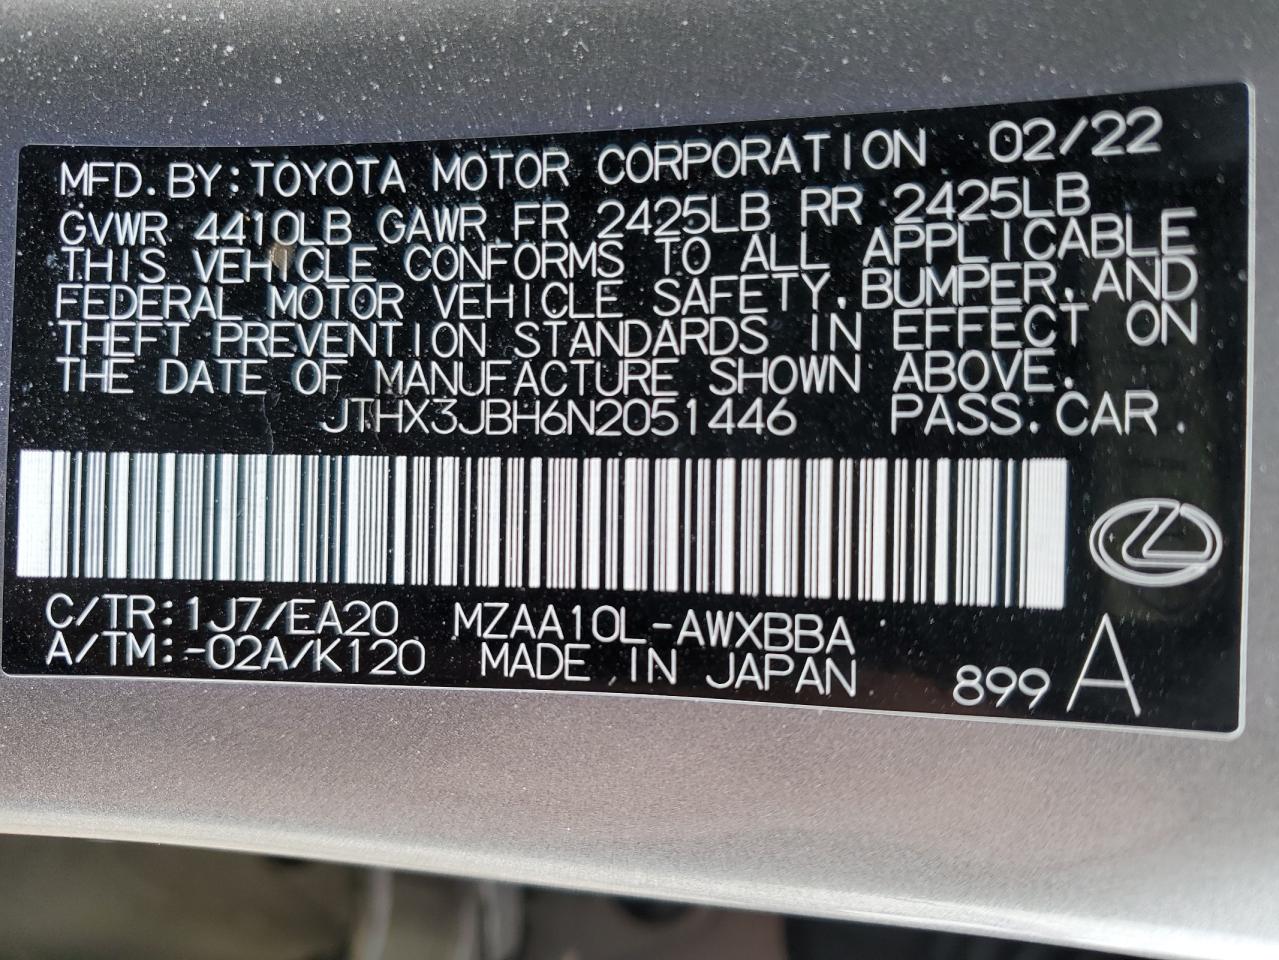 MFD.BY:TOYOTA MOTOR CORPORATION 02/22
GVWR 4410LB GAWR FR 2425LB RR 2425LB
THIS VEHICLE CONFORMS TO ALL APPLICABLE
FEDERAL MOTOR VEHICLE SAFETY,BUMPER,AND
THEFT PREVENTION STANDARDS IN EFFECT ON
THE DATE OF MANUFACTURE SHOWN ABOVE.
JTHX3JBH6N2051446 PASS.CAR.
C/TR:1J7/EA20 MZAA10L-AWXBBA
A/TM:-02A/K120 MADE IN JAPAN 899 A